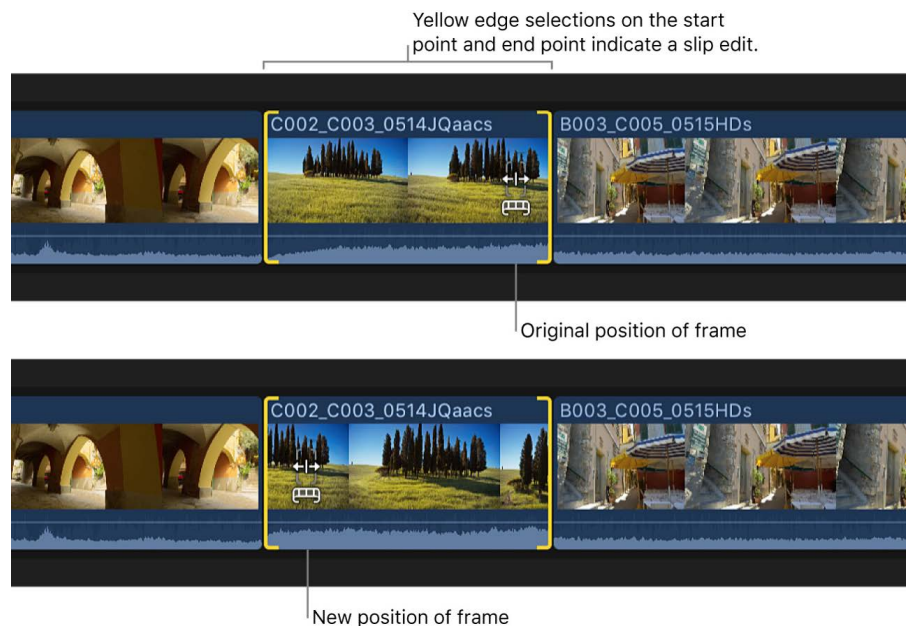 Yellow edge selections on the start
point and end point indicate a slip edit.
C002_C003_0514JQaacs
B003_C005_0515HDs
Original position of frame
C002_C003_0514JQaacs
B003_C005_0515HDs
New position of frame